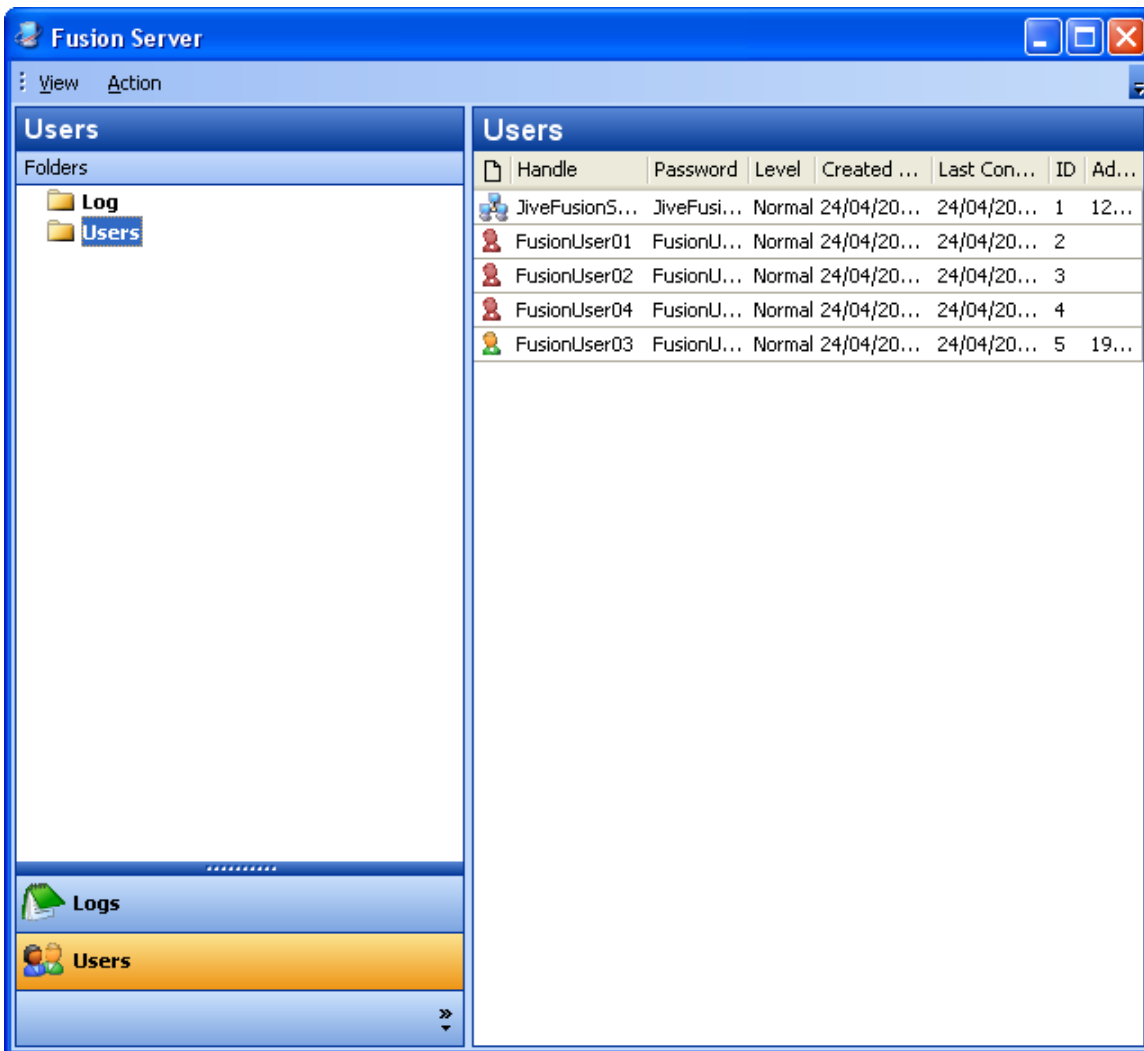 Fusion Server
View Action
Users
Folders
Log
Users
Logs
Users
Users
Handle Password Level Created ... Last Con... ID Ad...
JiveFusionS... JiveFusi... Normal 24/04/20... 24/04/20... 1 12...
FusionUser01 FusionU... Normal 24/04/20... 24/04/20... 2
FusionUser02 FusionU... Normal 24/04/20... 24/04/20... 3
FusionUser04 FusionU... Normal 24/04/20... 24/04/20... 4
FusionUser03 FusionU... Normal 24/04/20... 24/04/20... 5 19...